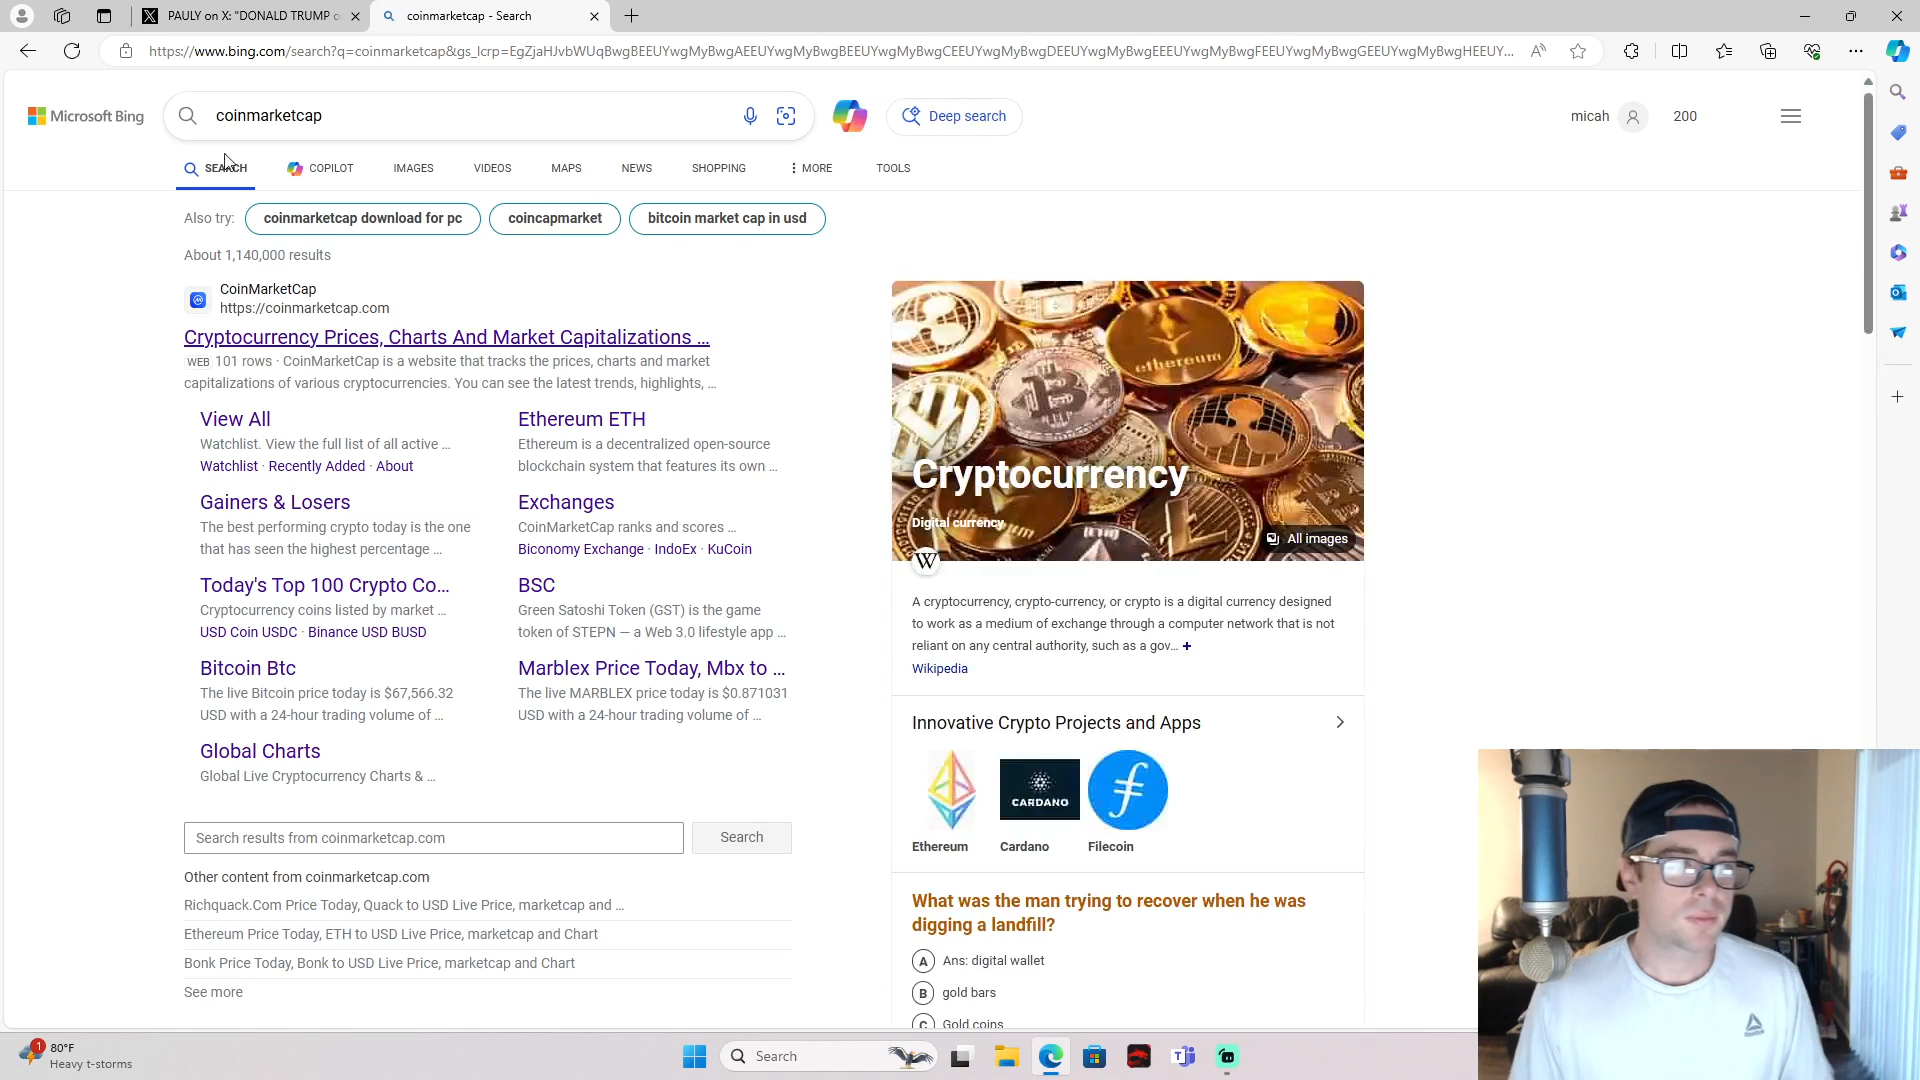 PAULY on X: "DONALD TRUMP o
coinmarketcap - Search
https://www.bing.com/search?q=coinmarketcap&gs_lcrp=EgZjaHJvbWUqBwgBEEUYwgMyBwgAEEUYwgMyBwgBEEUYwgMyBwgCEEUYwgMyBwgDEEUYwgMyBwgEEEUYwgMyBwgFEEUYwgMyBwgGEEUYwgMyBwgHEEUY...
Microsoft Bing
coinmarketcap
Deep search
micah
200
SEARCH
COPILOT
IMAGES
VIDEOS
MAPS
NEWS
SHOPPING
MORE
TOOLS
Also try:
coinmarketcap download for pc
coincapmarket
bitcoin market cap in usd
About 1,140,000 results
CoinMarketCap
https://coinmarketcap.com
Cryptocurrency Prices, Charts And Market Capitalizations ...
WEB 101 rows · CoinMarketCap is a website that tracks the prices, charts and market
capitalizations of various cryptocurrencies. You can see the latest trends, highlights, ...
View All
Watchlist. View the full list of all active ...
Watchlist · Recently Added · About
Ethereum ETH
Ethereum is a decentralized open-source
blockchain system that features its own ...
Gainers & Losers
The best performing crypto today is the one
that has seen the highest percentage ...
Exchanges
CoinMarketCap ranks and scores ...
Biconomy Exchange · IndoEx · KuCoin
Today's Top 100 Crypto Co...
Cryptocurrency coins listed by market ...
USD Coin USDC · Binance USD BUSD
BSC
Green Satoshi Token (GST) is the game
token of STEPN — a Web 3.0 lifestyle app ...
Bitcoin Btc
The live Bitcoin price today is $67,566.32
USD with a 24-hour trading volume of ...
Marblex Price Today, Mbx to ...
The live MARBLEX price today is $0.871031
USD with a 24-hour trading volume of ...
Global Charts
Global Live Cryptocurrency Charts & ...
Search results from coinmarketcap.com
Search
Other content from coinmarketcap.com
Richquack.Com Price Today, Quack to USD Live Price, marketcap and ...
Ethereum Price Today, ETH to USD Live Price, marketcap and Chart
Bonk Price Today, Bonk to USD Live Price, marketcap and Chart
See more
ethereum
Cryptocurrency
Digital currency
All images
W
A cryptocurrency, crypto-currency, or crypto is a digital currency designed
to work as a medium of exchange through a computer network that is not
reliant on any central authority, such as a gov... +
Wikipedia
Innovative Crypto Projects and Apps
CARDANO
Ethereum
Cardano
Filecoin
What was the man trying to recover when he was
digging a landfill?
A Ans: digital wallet
B gold bars
C Gold coins
1
80°F
Heavy t-storms
Search